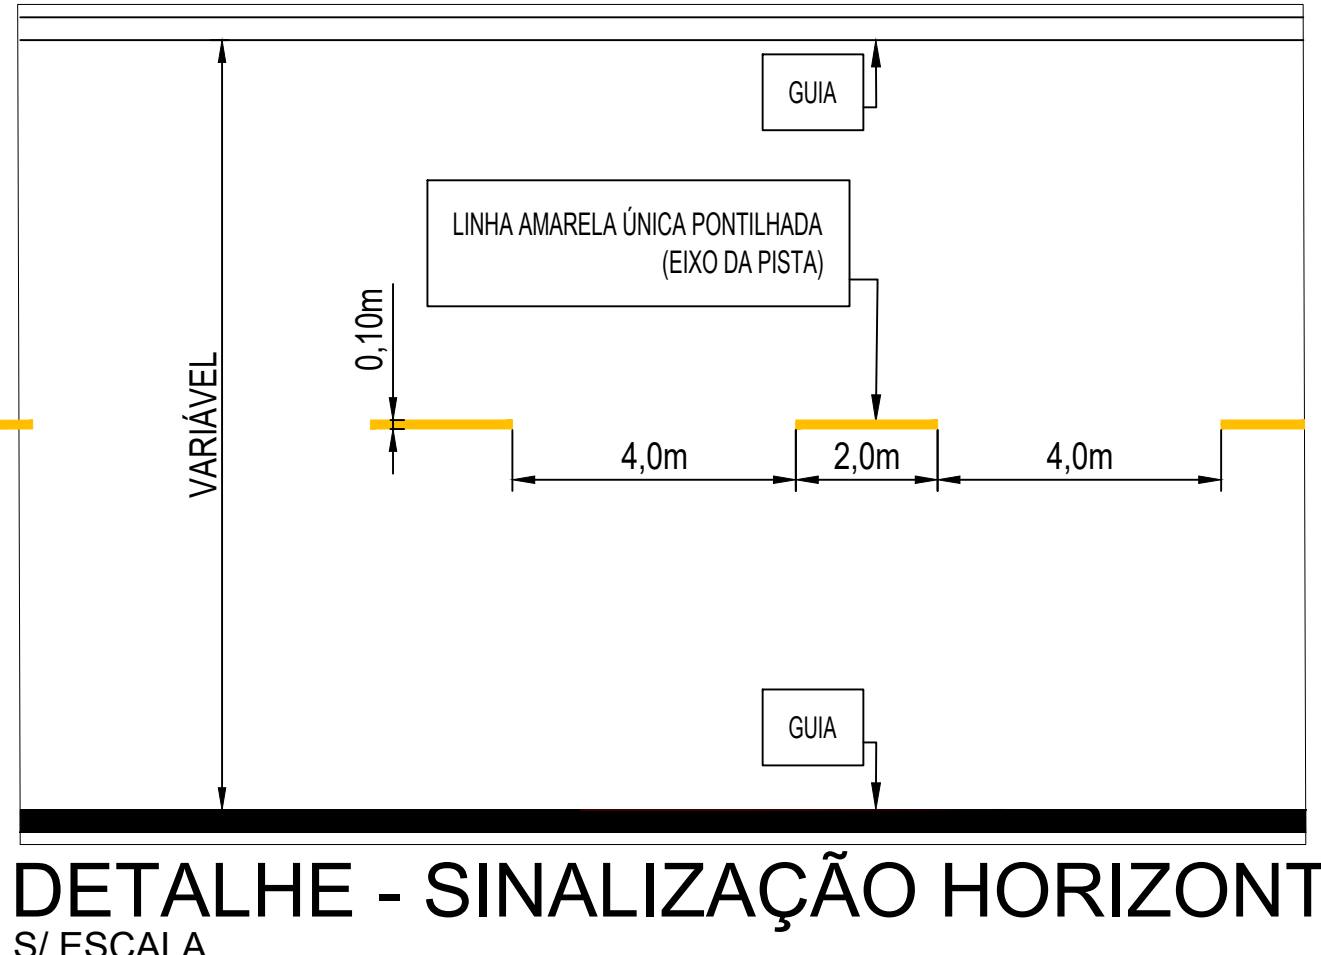 GUIA
LINHA AMARELA ÚNICA PONTILHADA
(EIXO DA PISTA)
0,10m
VARIÁVEL
4,0m
2,0m
4,0m
GUIA
DETALHE - SINALIZAÇÃO HORIZONT
S/ ESCALA